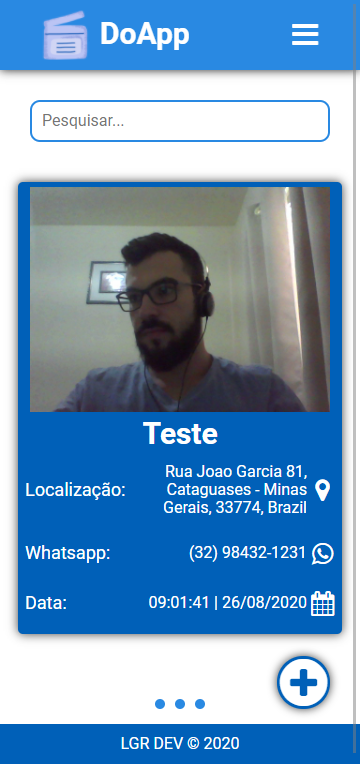 DoApp
Pesquisar...
Teste
Localização:
Rua Joao Garcia 81,
Cataguases - Minas
Gerais, 33774, Brazil
Whatsapp:
(32) 98432-1231
Data:
09:01:41 | 26/08/2020
LGR DEV © 2020